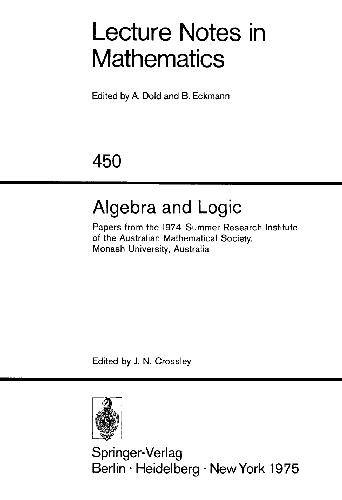 Lecture Notes in
Mathematics
Edited by A. Dold and B. Eckmann
450
Algebra and Logic
Papers from the 1974 Summer Research Institute
of the Australian Mathematical Society,
Monash University, Australia
Edited by J. N. Crossley
Springer-Verlag
Berlin · Heidelberg · New York 1975